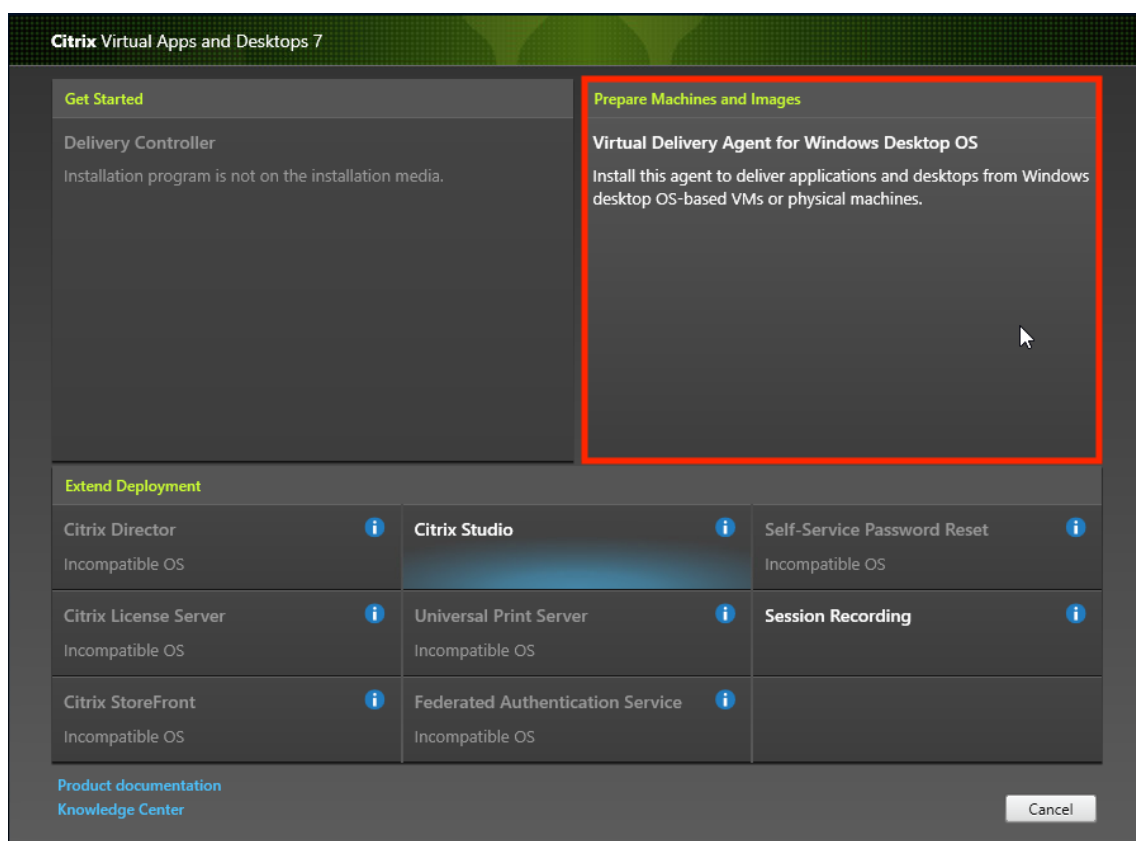 Citrix Virtual Apps and Desktops 7
Get Started
Delivery Controller
Installation program is not on the installation media.
Prepare Machines and Images
Virtual Delivery Agent for Windows Desktop OS
Install this agent to deliver applications and desktops from Windows
desktop OS-based VMs or physical machines.
Extend Deployment
Citrix Director
Incompatible OS
Citrix Studio
Self-Service Password Reset
Incompatible OS
Citrix License Server
Incompatible OS
Universal Print Server
Incompatible OS
Session Recording
Citrix StoreFront
Incompatible OS
Federated Authentication Service
Incompatible OS
Product documentation
Knowledge Center
Cancel